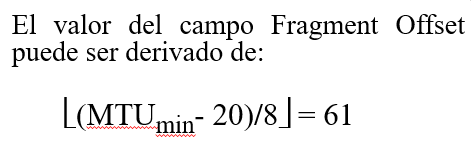 El valor del campo Fragment Offset
puede ser derivado de:
⌊(MTUmin- 20)/8⌋= 61